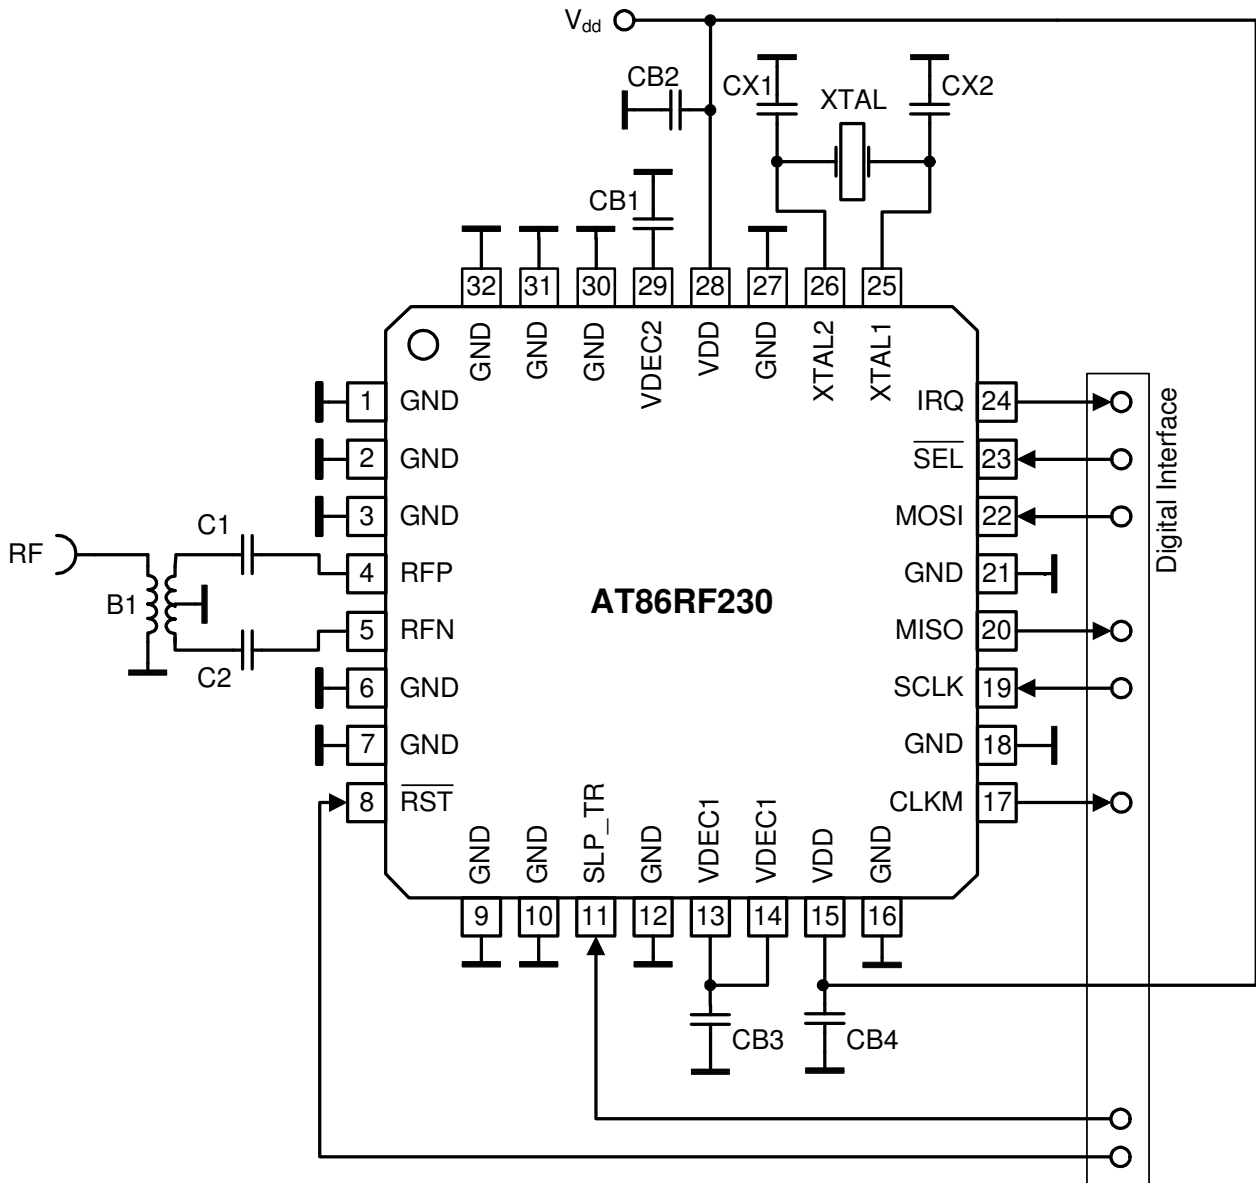 Vdd
CB2
CX1
XTAL
CX2
CB1
32 31 30 29 28 27 26 25
GND GND GND VDEC2 VDD GND XTAL2 XTAL1
1 GND
IRQ 24
2 GND
SEL 23
3 GND
MOSI 22
Digital Interface
RF
C1
4 RFP
GND 21
B1
AT86RF230
5 RFN
MISO 20
C2
6 GND
SCLK 19
7 GND
GND 18
8 RST
CLKM 17
GND GND SLP_TR GND VDEC1 VDEC1 VDD GND
9 10 11 12 13 14 15 16
CB3
CB4